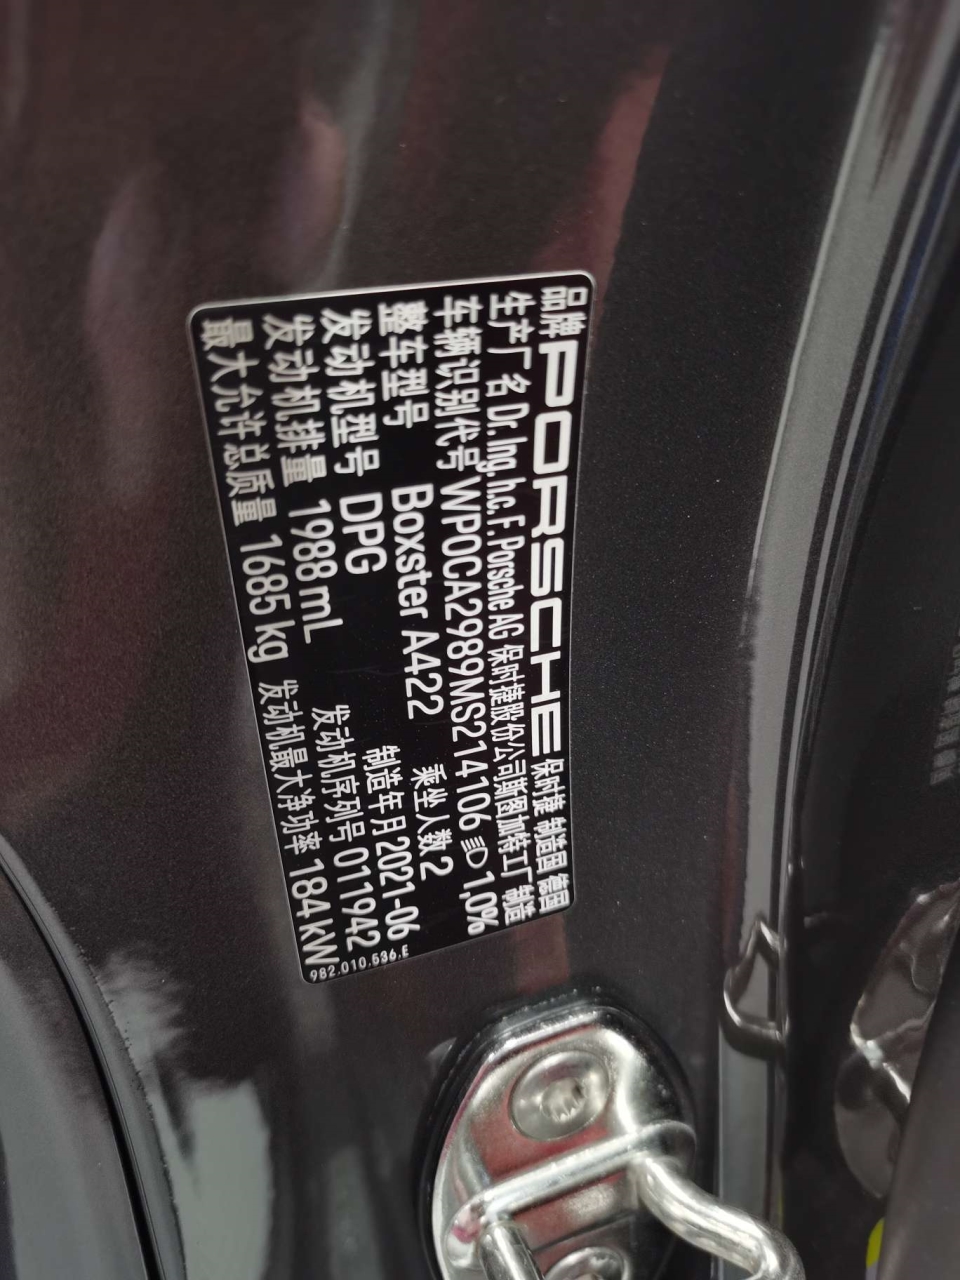 品牌 PORSCHE 保时捷 制造国 德国
生产厂名 Dr. Ing. h.c. F. Porsche AG 保时捷股份公司斯图加特工厂 制造
车辆识别代号 WP0CA2989MS214106 1,0%
整车型号 Boxster A422 乘坐人数 2
发动机型号 DPG 制造年月 2021-06
发动机排量 1988 mL 发动机序列号 011942
最大允许总质量 1685 kg 发动机最大净功率 184 kW
982.010.536.E